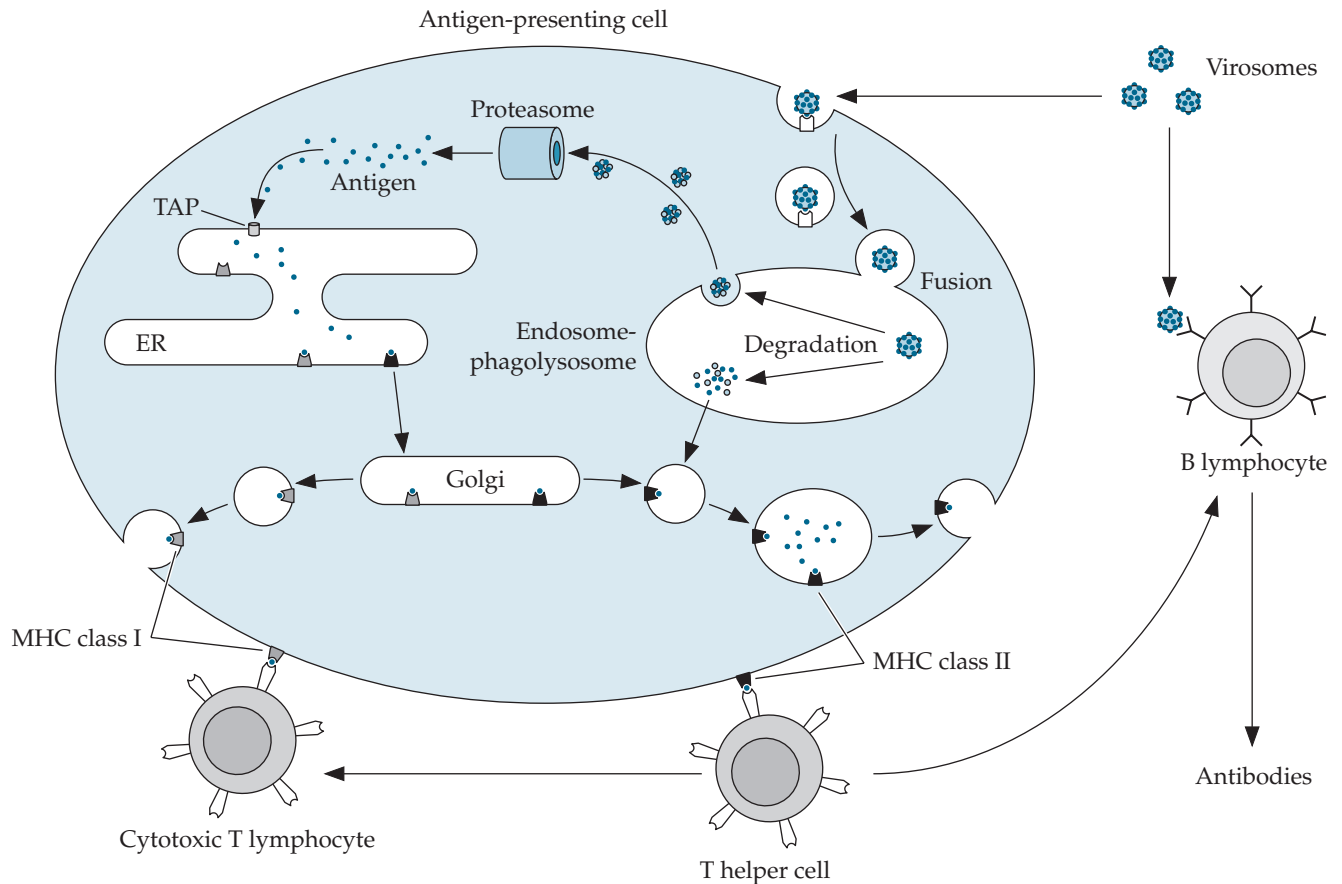 Antigen-presenting cell
Virosomes
Proteasome
Antigen
TAP
Fusion
Endosome-
phagolysosome
Degradation
ER
Golgi
B lymphocyte
MHC class I
MHC class II
Antibodies
Cytotoxic T lymphocyte
T helper cell